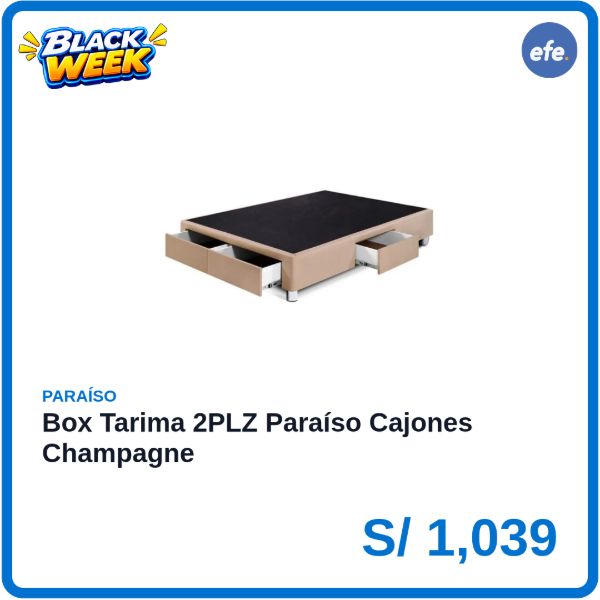 BLACK
WEEK
efe.
PARAÍSO
Box Tarima 2PLZ Paraíso Cajones
Champagne
S/ 1,039